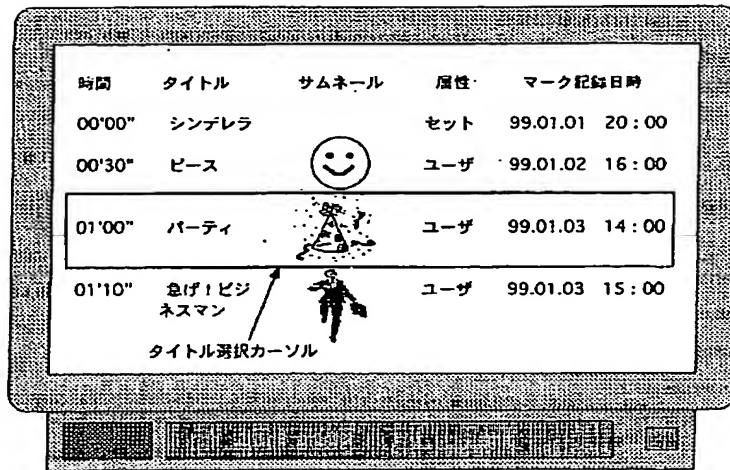 時間 タイトル サムネール 属性 マーク記録日時
00'00" シンデレラ セット 99.01.01 20:00
00'30" ピース ユーザ 99.01.02 16:00
01'00" パーティ ユーザ 99.01.03 14:00
01'10" 急げ!ビジ ユーザ 99.01.03 15:00
ネスマン
タイトル選択カーソル